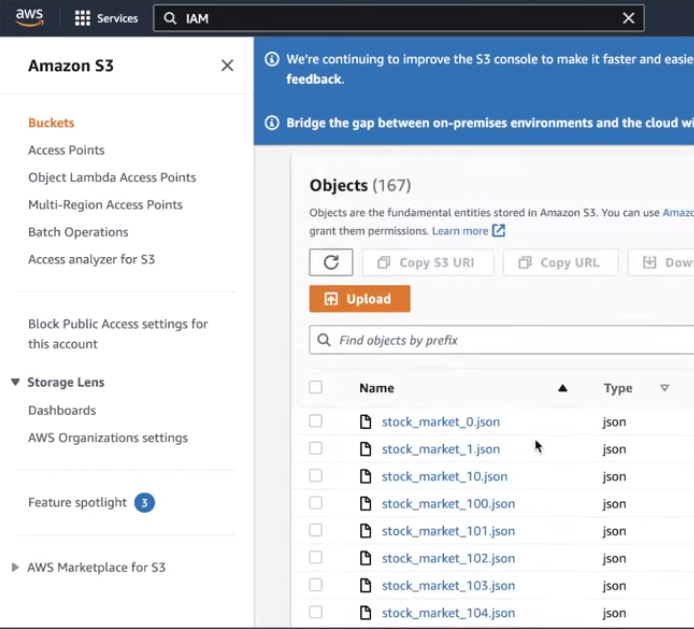 aws Services IAM
Amazon S3
Buckets
Access Points
Object Lambda Access Points
Multi-Region Access Points
Batch Operations
Access analyzer for S3
Block Public Access settings for
this account
Storage Lens
Dashboards
AWS Organizations settings
Feature spotlight 3
AWS Marketplace for S3
We're continuing to improve the S3 console to make it faster and easie
feedback.
Bridge the gap between on-premises environments and the cloud wi
Objects (167)
Objects are the fundamental entities stored in Amazon S3. You can use Amazo
grant them permissions. Learn more
Copy S3 URI Copy URL Dow
Upload
Find objects by prefix
Name Type
stock_market_0.json json
stock_market_1.json json
stock_market_10.json json
stock_market_100.json json
stock_market_101.json json
stock_market_102.json json
stock_market_103.json json
stock_market_104.json json